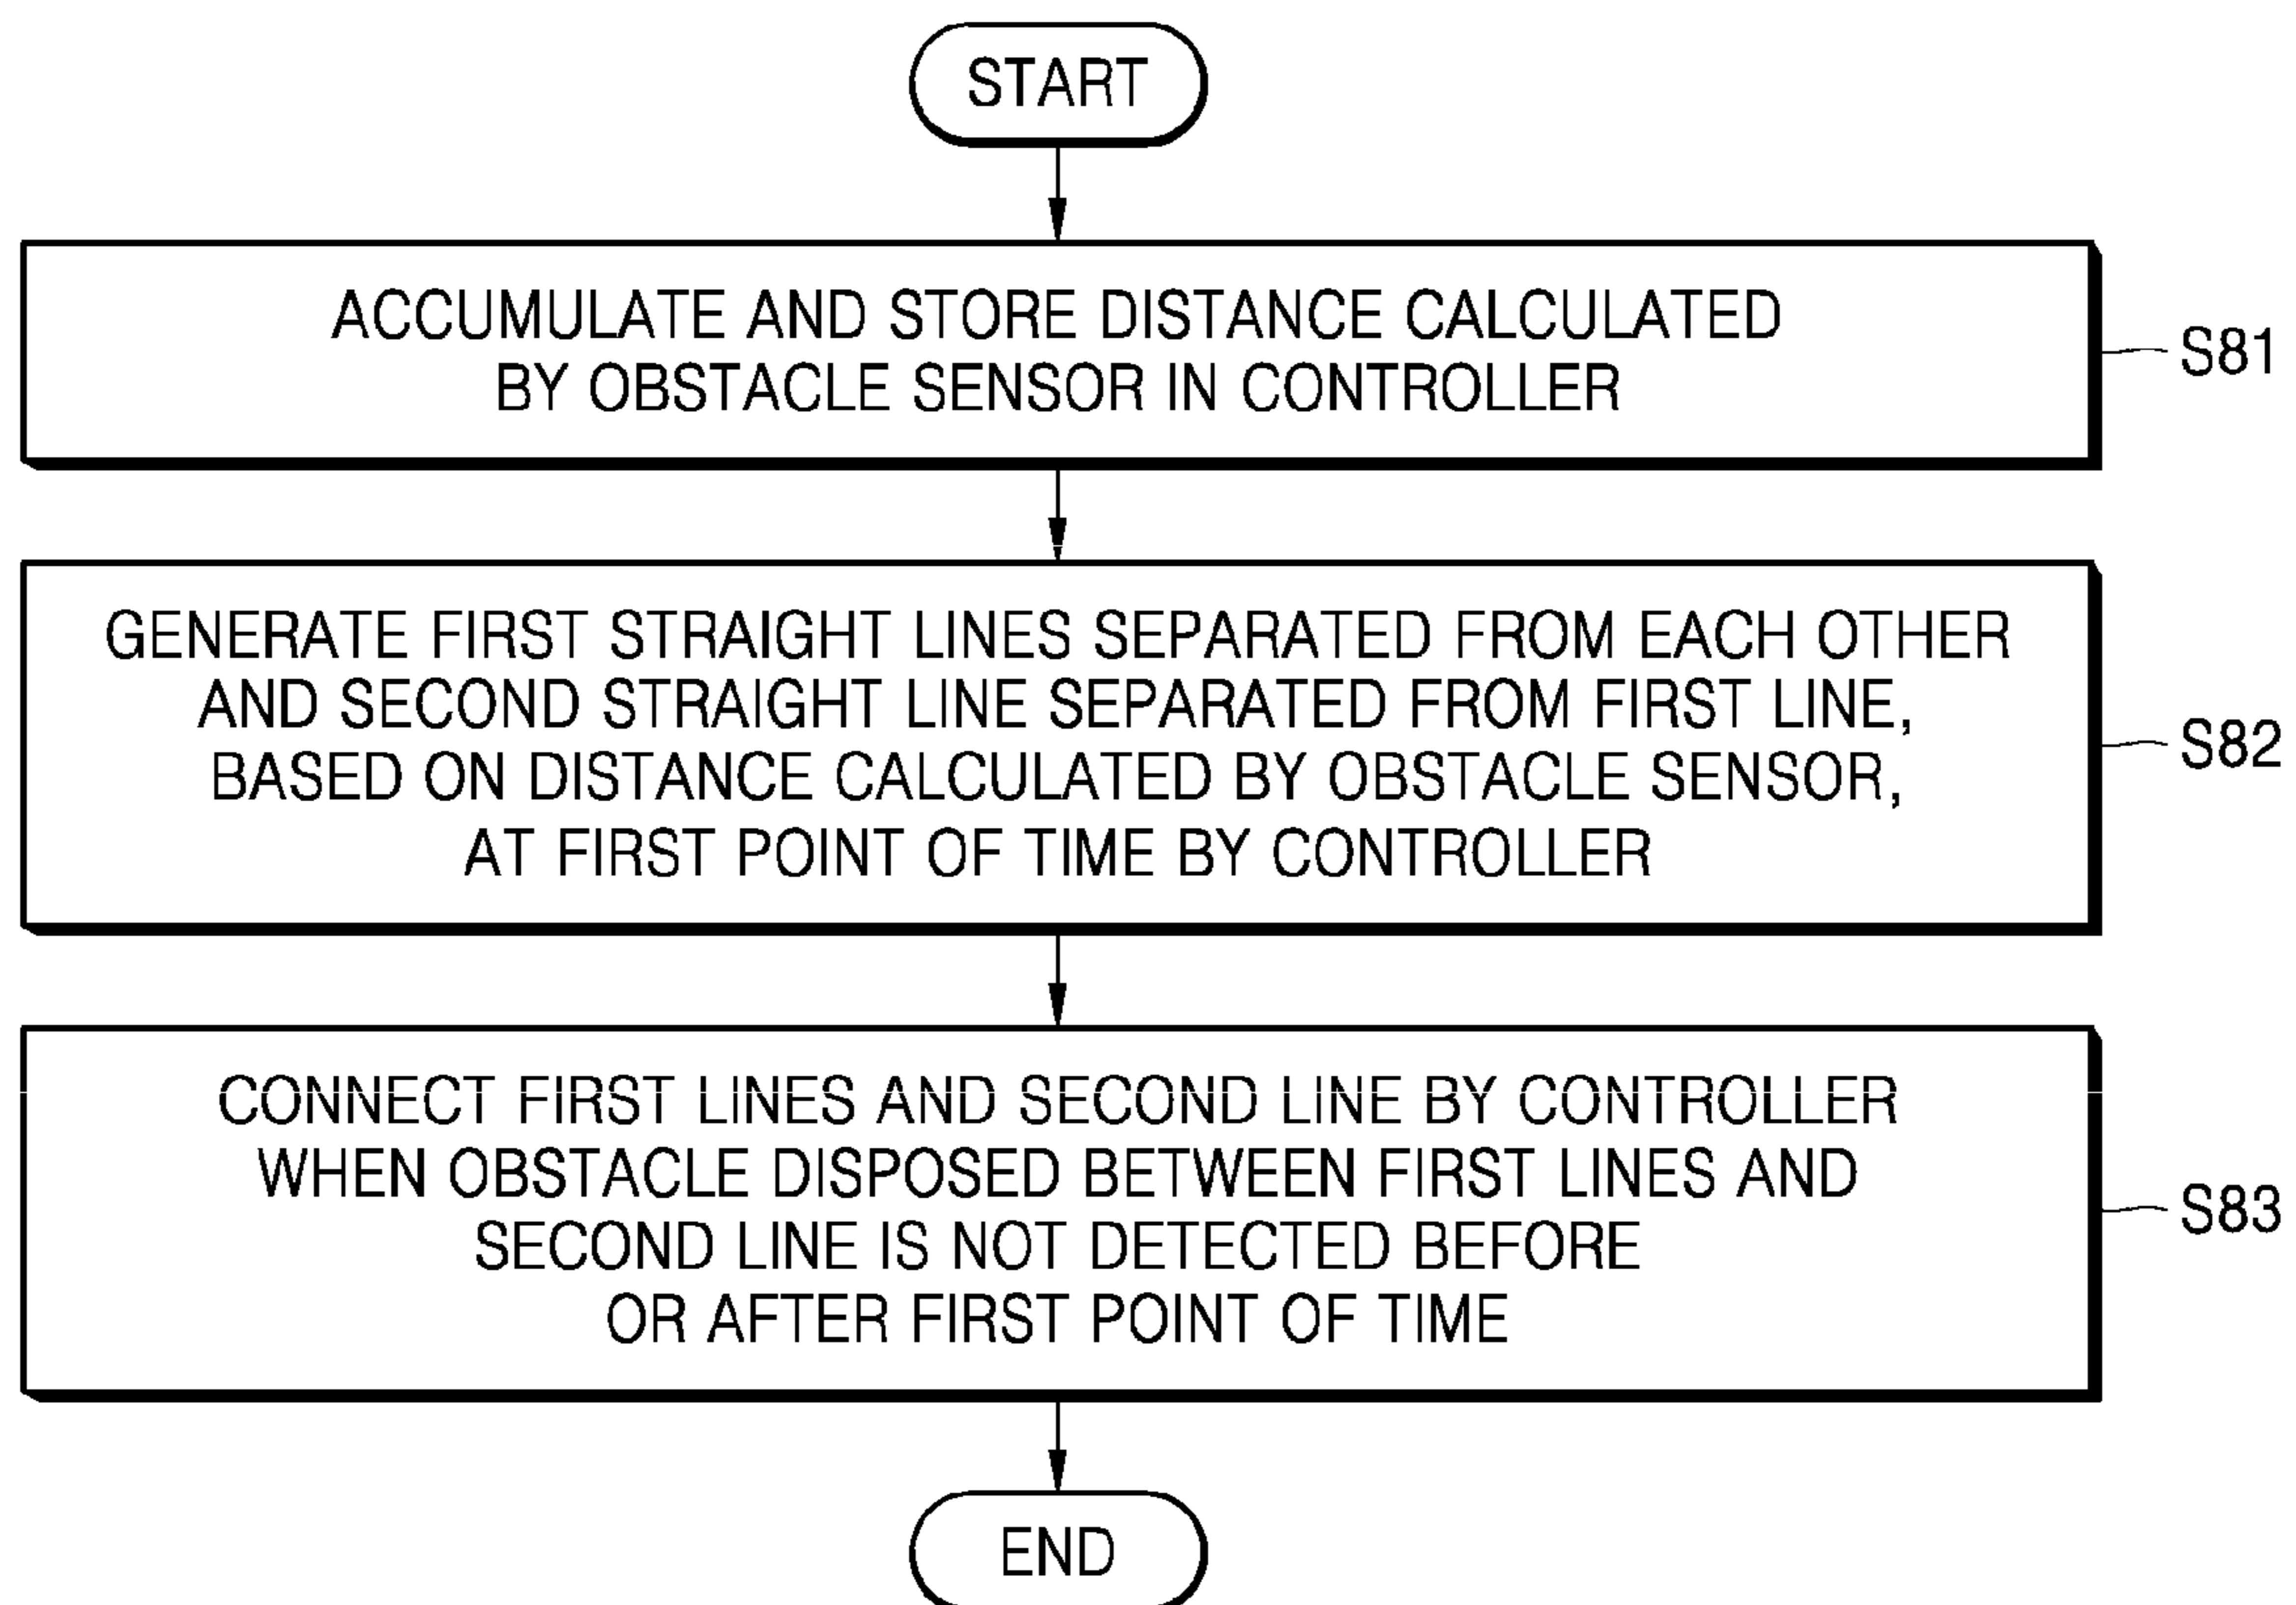 START
ACCUMULATE AND STORE DISTANCE CALCULATED
BY OBSTACLE SENSOR IN CONTROLLER
S81
GENERATE FIRST STRAIGHT LINES SEPARATED FROM EACH OTHER
AND SECOND STRAIGHT LINE SEPARATED FROM FIRST LINE,
BASED ON DISTANCE CALCULATED BY OBSTACLE SENSOR,
AT FIRST POINT OF TIME BY CONTROLLER
S82
CONNECT FIRST LINES AND SECOND LINE BY CONTROLLER
WHEN OBSTACLE DISPOSED BETWEEN FIRST LINES AND
SECOND LINE IS NOT DETECTED BEFORE
OR AFTER FIRST POINT OF TIME
S83
END